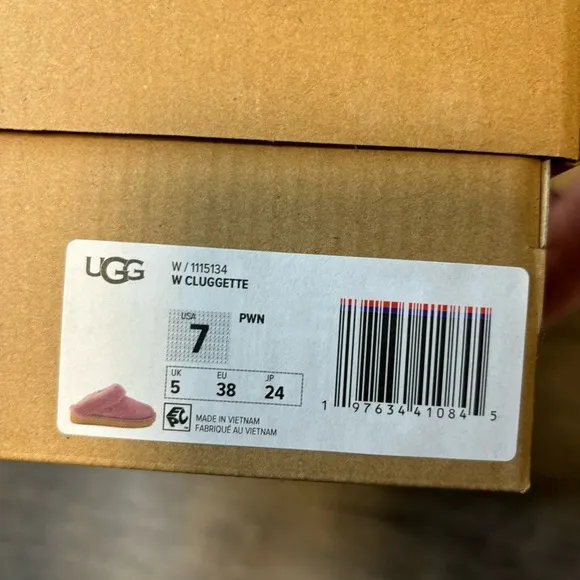 UGG
W / 1115134
W CLUGGETTE
USA
7
PWN
UK EU JP
5 38 24
MADE IN VIETNAM
FABRIQUÉ AU VIETNAM
1 97634 41084 5